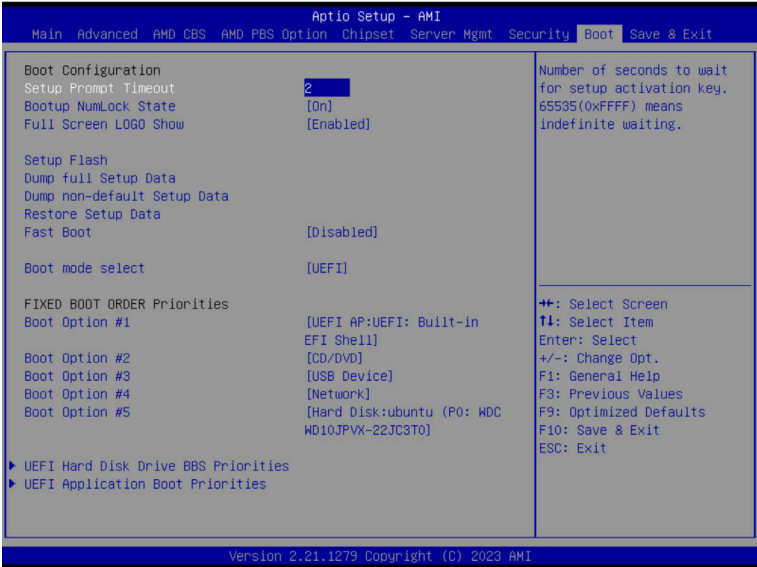 Aptio Setup - AMI
Main Advanced AMD CBS AMD PBS Option Chipset Server Mgmt Security Boot Save & Exit
Boot Configuration
Setup Prompt Timeout 2
Bootup NumLock State [On]
Full Screen LOGO Show [Enabled]
Setup Flash
Dump full Setup Data
Dump non-default Setup Data
Restore Setup Data
Fast Boot [Disabled]
Boot mode select [UEFI]
FIXED BOOT ORDER Priorities
Boot Option #1 [UEFI AP:UEFI: Built-in
EFI Shell]
Boot Option #2 [CD/DVD]
Boot Option #3 [USB Device]
Boot Option #4 [Network]
Boot Option #5 [Hard Disk:ubuntu (P0: WDC
WD10JPVX-22JC3T0]
UEFI Hard Disk Drive BBS Priorities
UEFI Application Boot Priorities
Number of seconds to wait
for setup activation key.
65535(0xFFFF) means
indefinite waiting.
→←: Select Screen
↑↓: Select Item
Enter: Select
+/-: Change Opt.
F1: General Help
F3: Previous Values
F9: Optimized Defaults
F10: Save & Exit
ESC: Exit
Version 2.21.1279 Copyright (C) 2023 AMI